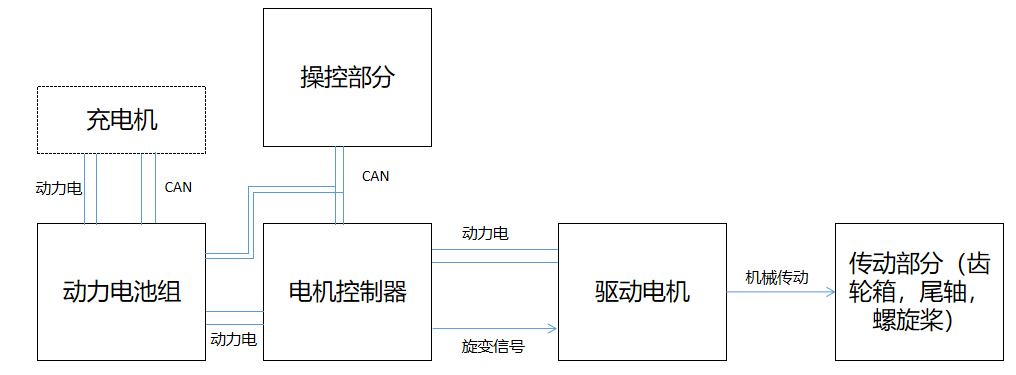 操控部分
充电机
动力电
CAN
CAN
动力电池组
动力电
电机控制器
动力电
旋变信号
驱动电机
机械传动
传动部分（齿
轮箱，尾轴，
螺旋桨）